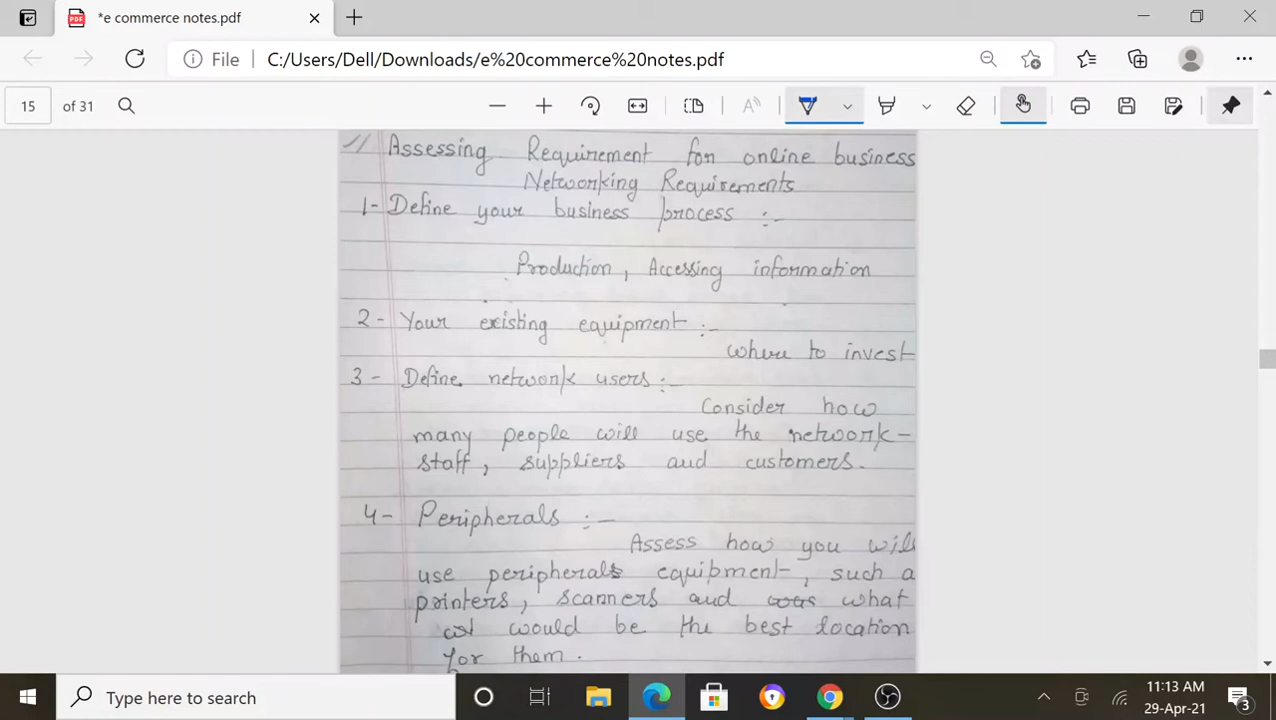 *e commerce notes.pdf
File C:/Users/Dell/Downloads/e%20commerce%20notes.pdf
15 of 31
Assessing Requirement for online business
Networking Requirements
1- Define your business process :-
Production, Accessing information
2- Your existing equipment :-
where to invest
3- Define network users :-
Consider how
many people will use the network-
staff, suppliers and customers.
4- Peripherals :-
Assess how you will
use peripherals equipment, such a
printers, scanners and what
would be the best location
for them.
Type here to search
11:13 AM
29-Apr-21
3